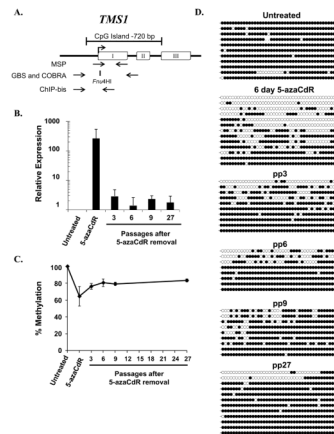 A.
TMS1
CpG Island ~720 bp
I II III
MSP
GBS and COBRA
Fnu4HI
ChIP-bis
B.
Relative Expression
1000
100
10
1
Untreated
5-azaCdR
3 6 9 27
Passages after
5-azaCdR removal
C.
% Methylation
100
80
60
40
20
0
Untreated
5-azaCdR
3 6 9 12 15 18 21 24 27
Passages after
5-azaCdR removal
D.
Untreated
6 day 5-azaCdR
pp3
pp6
pp9
pp27